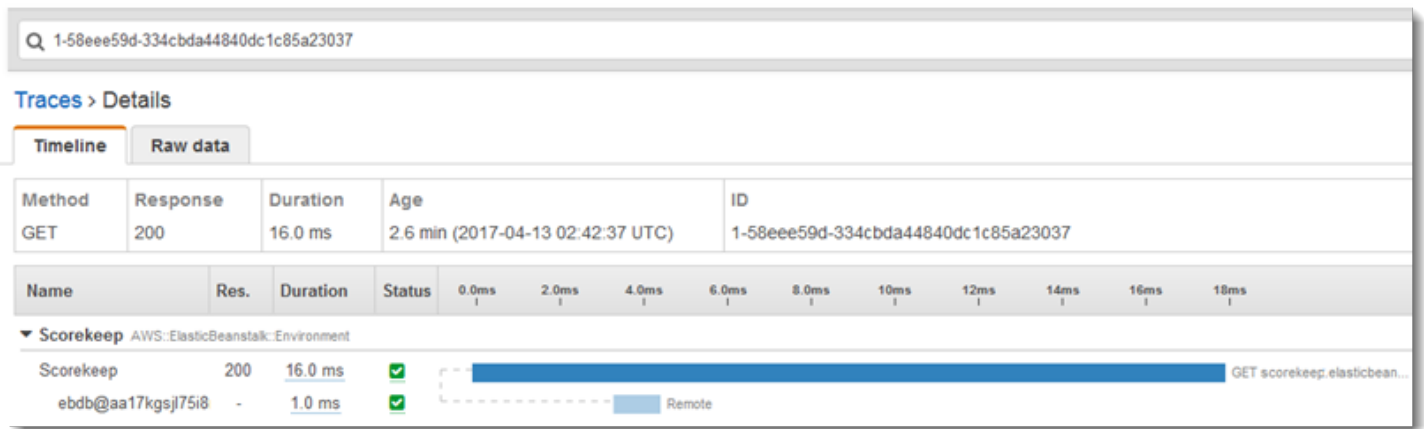 1-58eee59d-334cbda44840dc1c85a23037
Traces > Details
Timeline Raw data
Method Response Duration Age ID
GET 200 16.0 ms 2.6 min (2017-04-13 02:42:37 UTC) 1-58eee59d-334cbda44840dc1c85a23037
Name Res. Duration Status 0.0ms 2.0ms 4.0ms 6.0ms 8.0ms 10ms 12ms 14ms 16ms 18ms
Scorekeep AWS::ElasticBeanstalk::Environment
Scorekeep 200 16.0 ms GET scorekeep.elasticbean...
ebdb@aa17kgsjl75i8 - 1.0 ms Remote